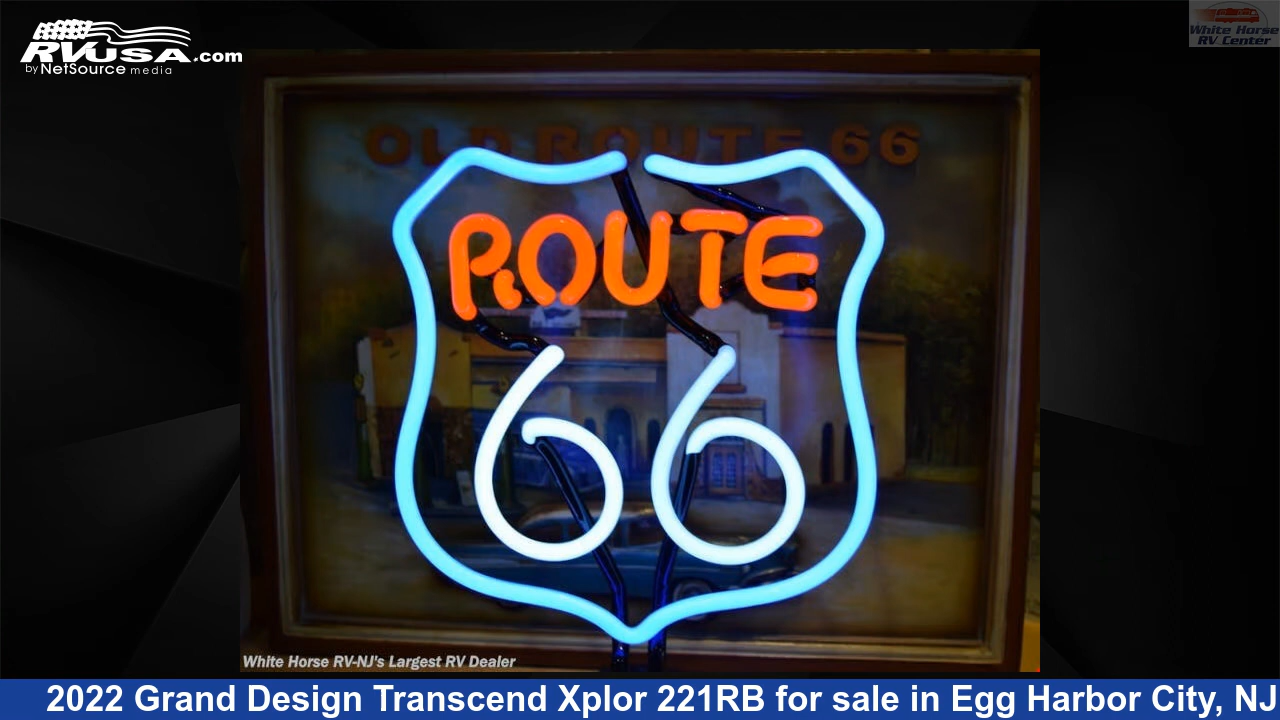 RVUSA.com
by NetSource media
White Horse
RV Center
OLD ROUTE 66
ROUTE
66
White Horse RV-NJ's Largest RV Dealer
2022 Grand Design Transcend Xplor 221RB for sale in Egg Harbor City, NJ